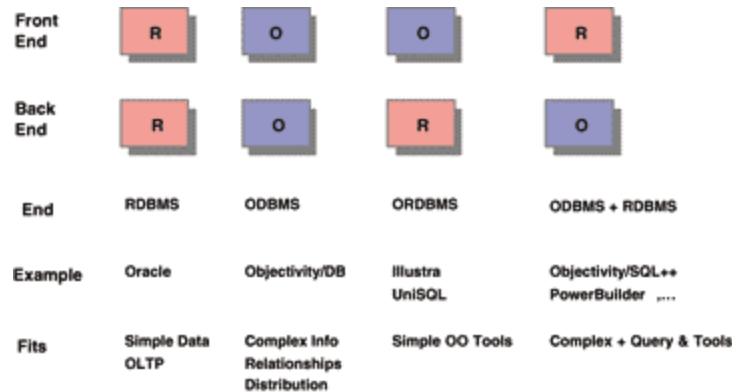 Front End R O O R
Back End R O R O
End RDBMS ODBMS ORDBMS ODBMS + RDBMS
Example Oracle Objectivity/DB Illustra Objectivity/SQL++
UniSQL PowerBuilder ,...
Fits Simple Data Complex Info Simple OO Tools Complex + Query & Tools
OLTP Relationships
Distribution